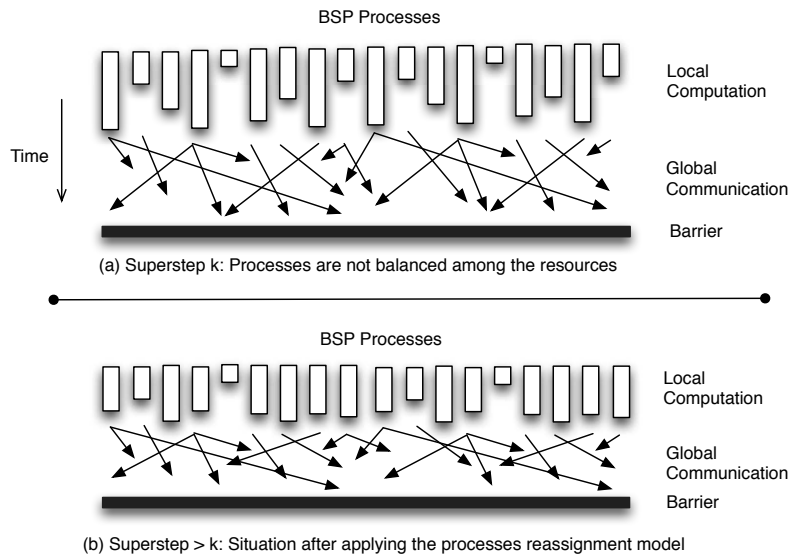 BSP Processes
Local
Computation
Time
Global
Communication
Barrier
(a) Superstep k: Processes are not balanced among the resources
BSP Processes
Local
Computation
Global
Communication
Barrier
(b) Superstep > k: Situation after applying the processes reassignment model